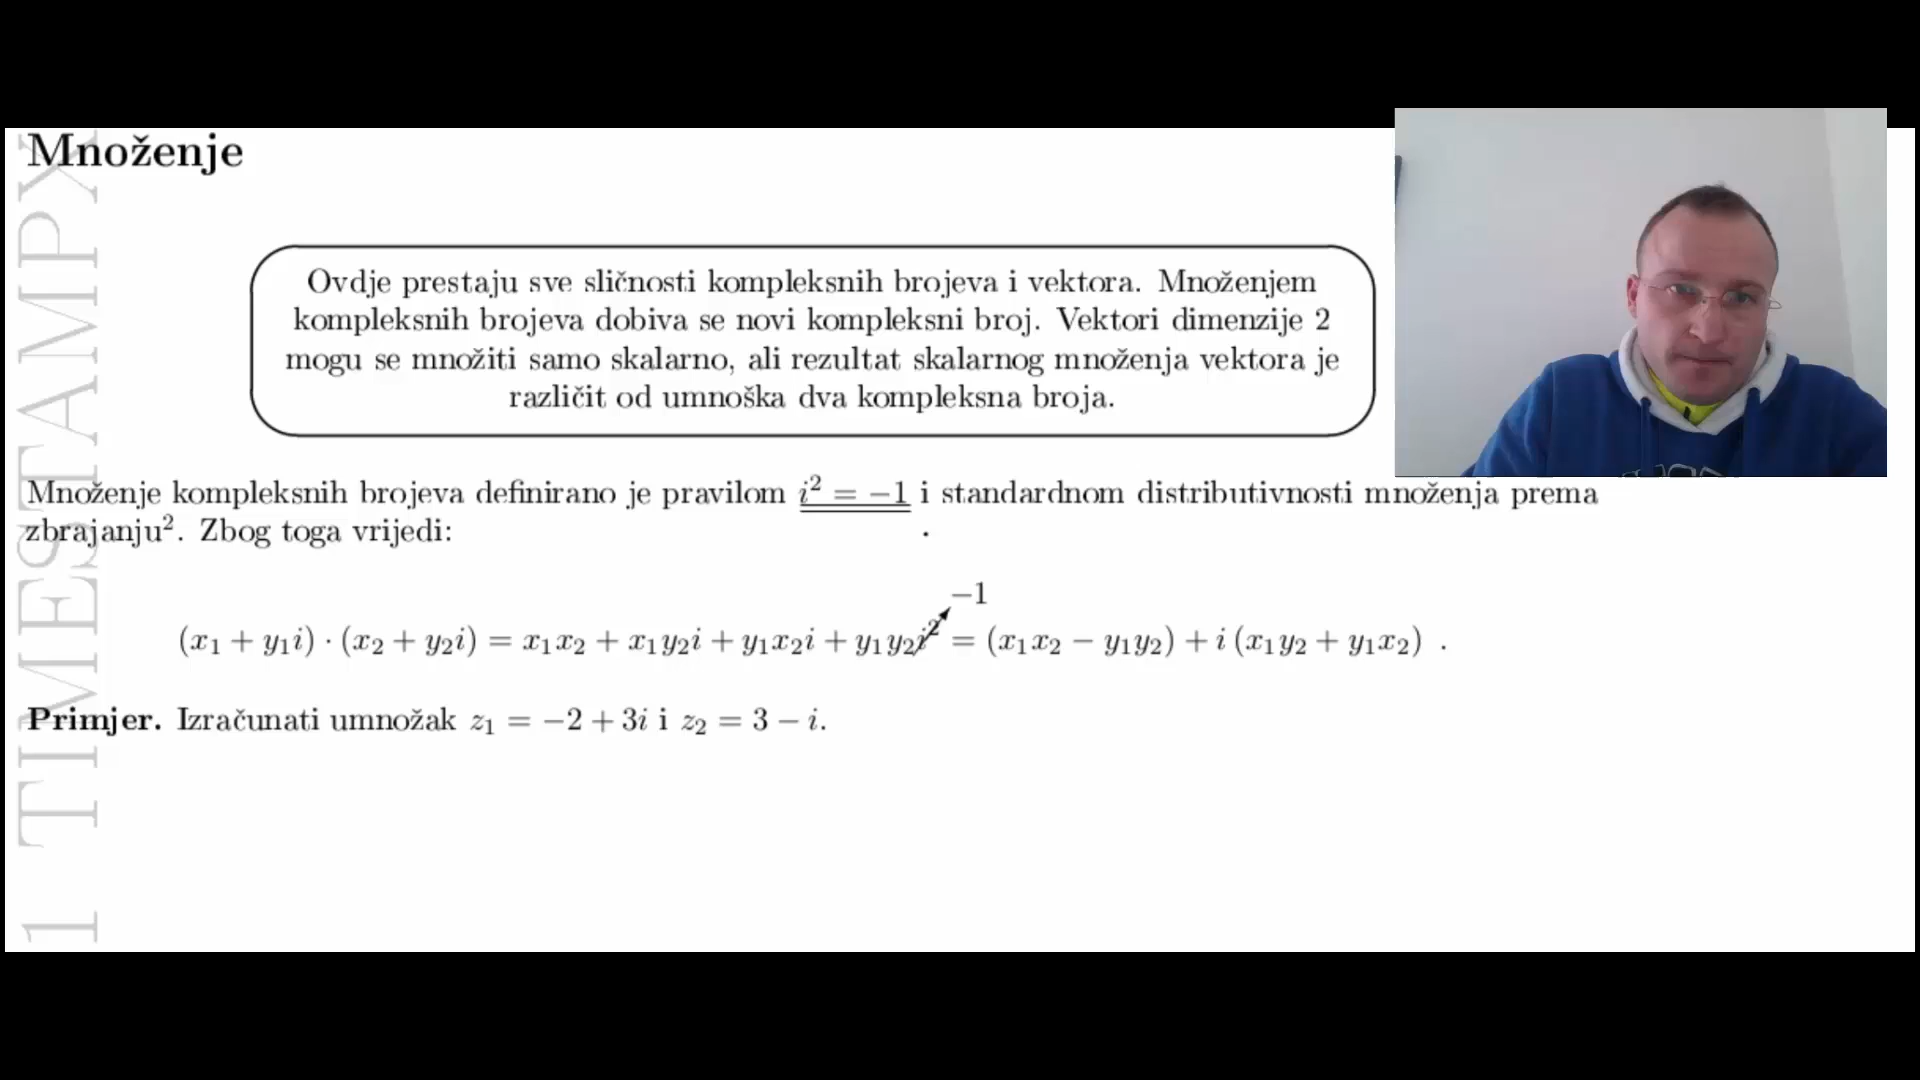 Množenje
Ovdje prestaju sve sličnosti kompleksnih brojeva i vektora. Množenjem
kompleksnih brojeva dobiva se novi kompleksni broj. Vektori dimenzije 2
mogu se množiti samo skalarno, ali rezultat skalarnog množenja vektora je
različit od umnoška dva kompleksna broja.
Množenje kompleksnih brojeva definirano je pravilom i² = −1 i standardnom distributivnosti množenja prema
zbrajanju². Zbog toga vrijedi:
−1
(x₁ + y₁i) · (x₂ + y₂i) = x₁x₂ + x₁y₂i + y₁x₂i + y₁y₂i² = (x₁x₂ − y₁y₂) + i (x₁y₂ + y₁x₂) .
Primjer. Izračunati umnožak z₁ = −2 + 3i i z₂ = 3 − i.
1 TIMESTAMPX